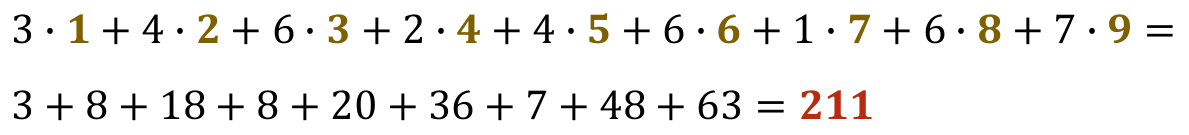 3 · 1 + 4 · 2 + 6 · 3 + 2 · 4 + 4 · 5 + 6 · 6 + 1 · 7 + 6 · 8 + 7 · 9 =
3 + 8 + 18 + 8 + 20 + 36 + 7 + 48 + 63 = 211